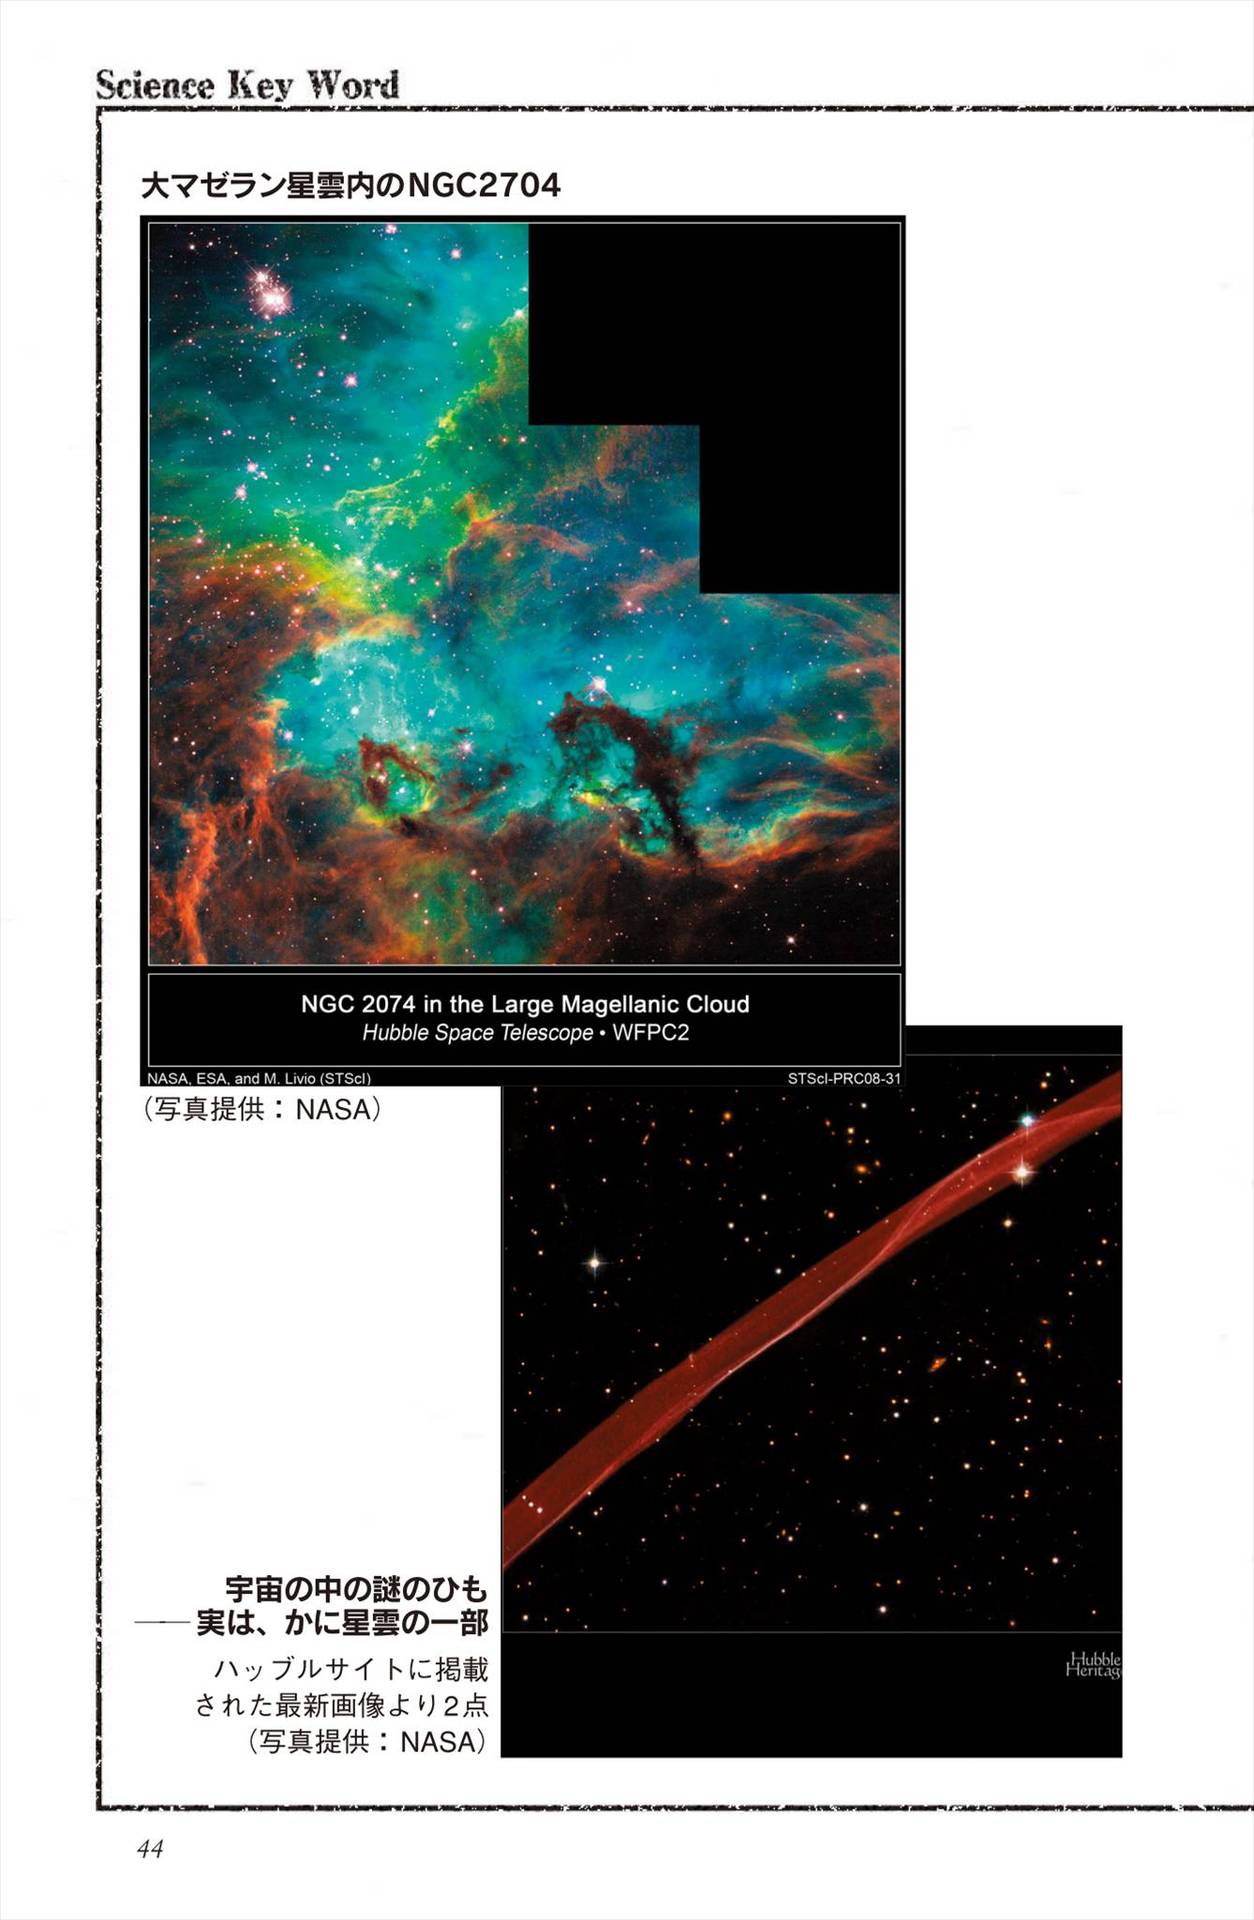 Science Key Word
大マゼラン星雲内のNGC2704
NGC 2074 in the Large Magellanic Cloud
Hubble Space Telescope • WFPC2
NASA, ESA, and M. Livio (STScI)
STScI-PRC08-31
（写真提供：NASA）
宇宙の中の謎のひも
――実は、かに星雲の一部
ハッブルサイトに掲載
された最新画像より2点
（写真提供：NASA）
Hubble
Heritag
44